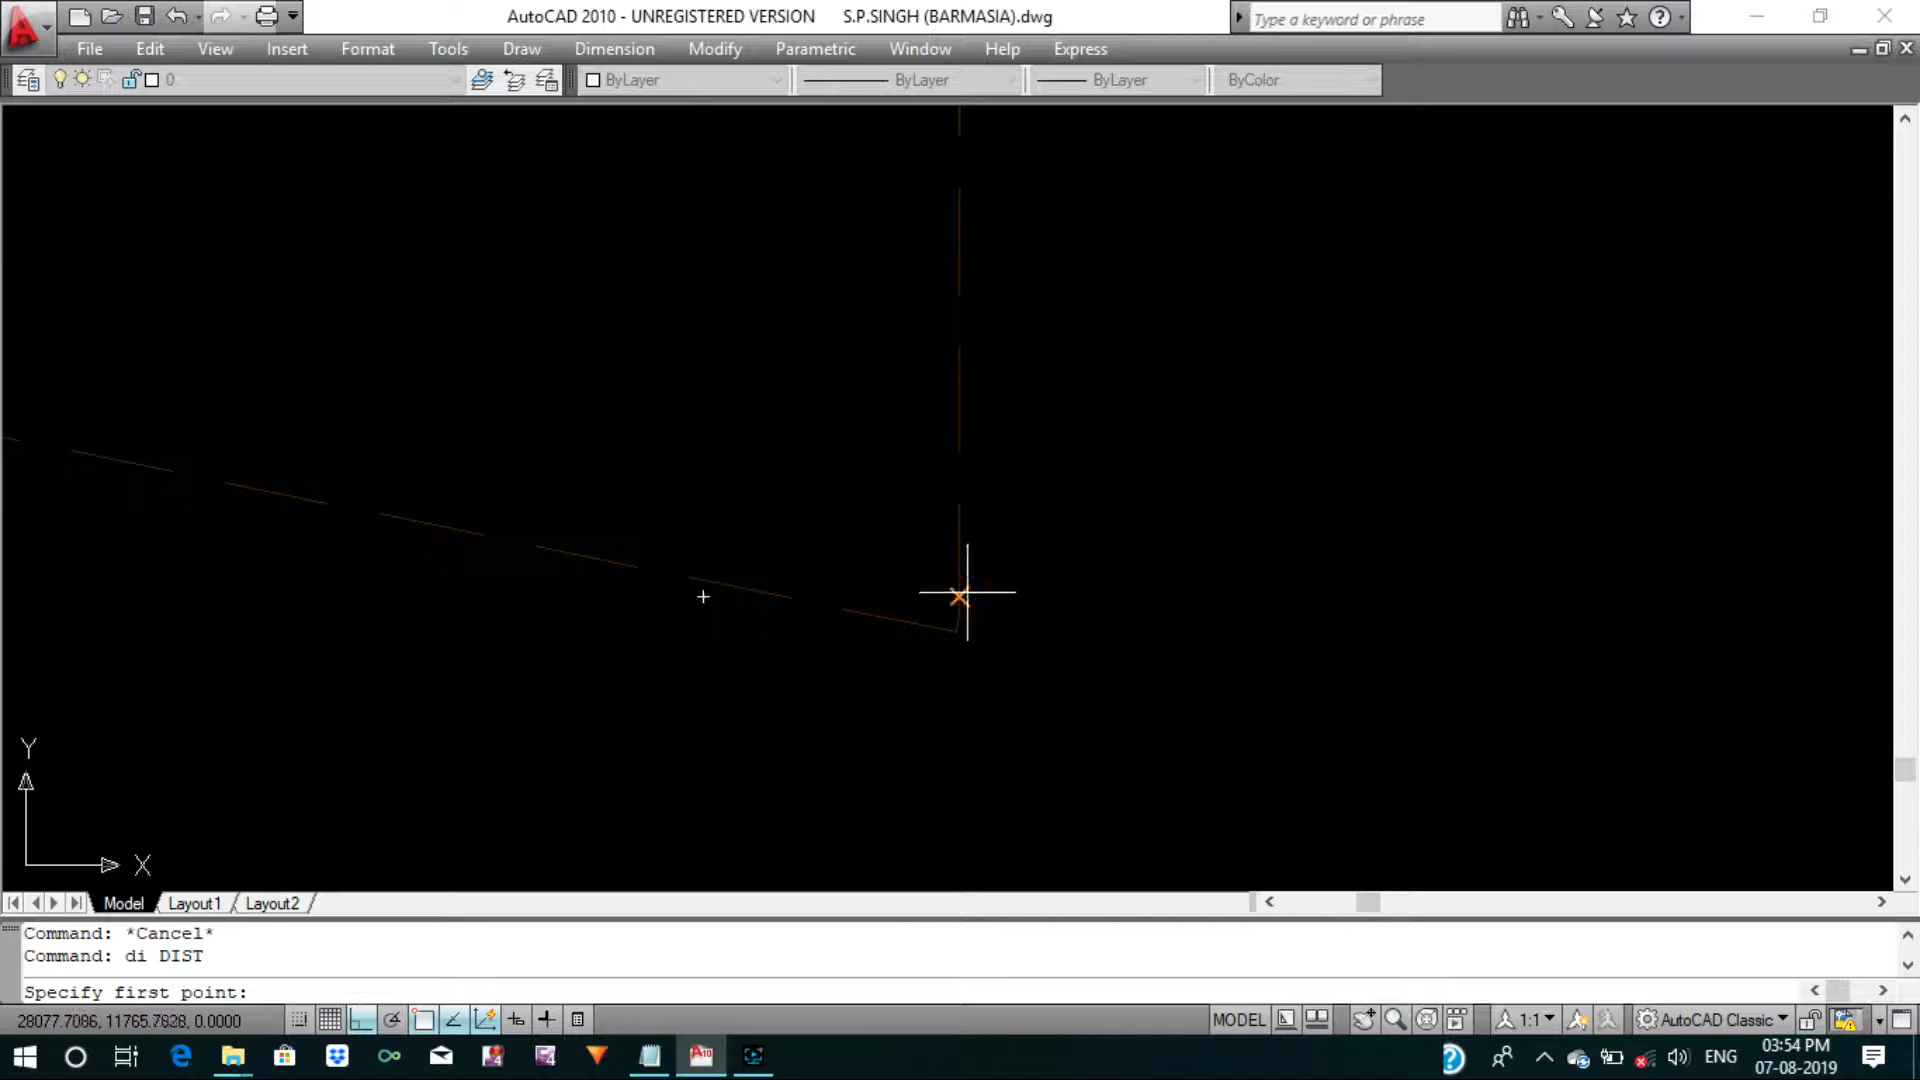 AutoCAD 2010 - UNREGISTERED VERSION S.P.SINGH (BARMASIA).dwg
Type a keyword or phrase
File Edit View Insert Format Tools Draw Dimension Modify Parametric Window Help Express
0 ByLayer ByLayer ByLayer ByColor
Y
X
Model Layout1 Layout2
Command: *Cancel*
Command: di DIST
Specify first point:
28077.7086, 11765.7828, 0.0000 MODEL 1:1 AutoCAD Classic
ENG 03:54 PM
07-08-2019